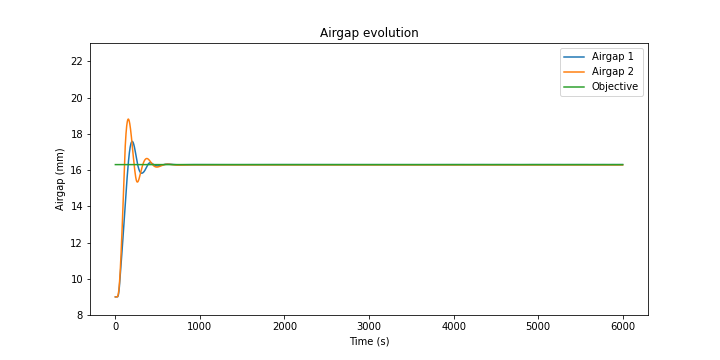 Airgap evolution
Airgap 1
Airgap 2
Objective
Airgap (mm)
22
20
18
16
14
12
10
8
0
1000
2000
3000
4000
5000
6000
Time (s)